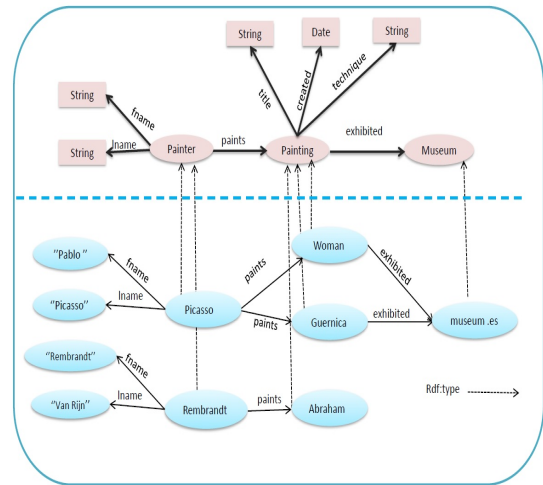 String
Date
String
String
title
created
technique
fname
String
lname
Painter
paints
Painting
exhibited
Museum
"Pablo "
fname
Woman
paints
exhibited
"Picasso"
lname
Picasso
paints
Guernica
exhibited
museum .es
"Rembrandt"
fname
"Van Rijn"
lname
Rembrandt
paints
Abraham
Rdf:type